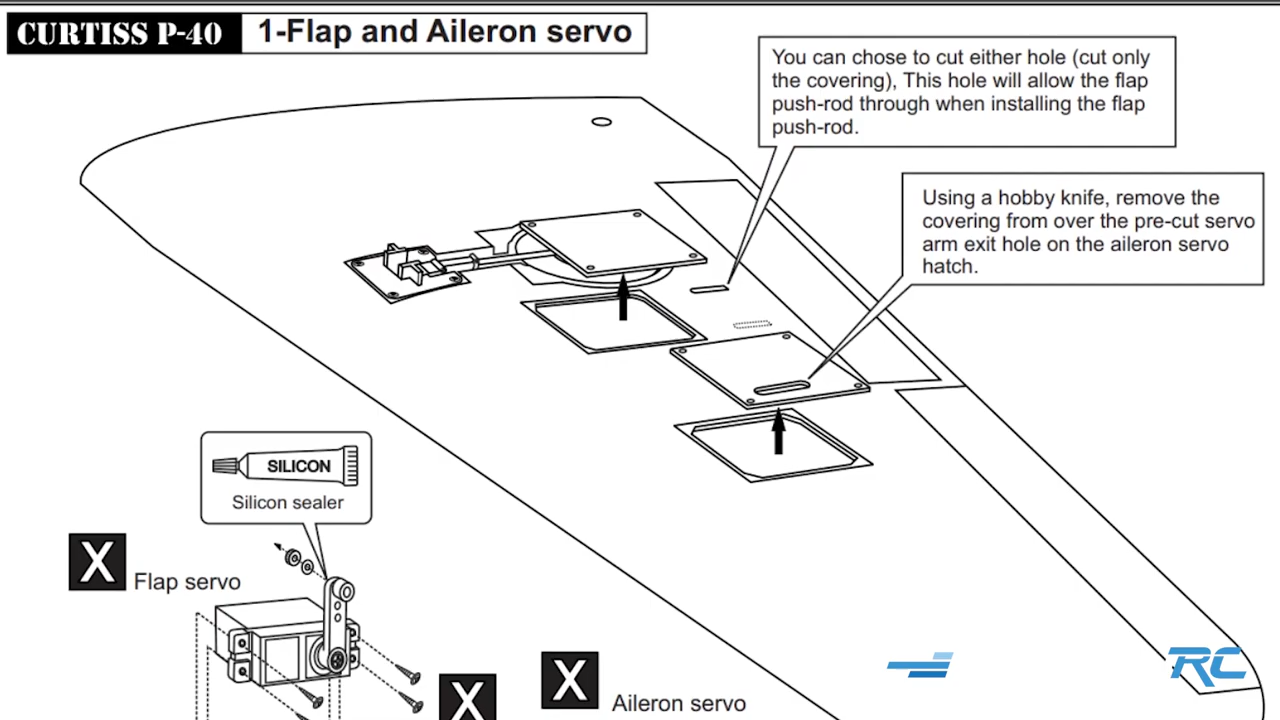 CURTISS P-40
1-Flap and Aileron servo
You can chose to cut either hole (cut only
the covering), This hole will allow the flap
push-rod through when installing the flap
push-rod.
Using a hobby knife, remove the
covering from over the pre-cut servo
arm exit hole on the aileron servo
hatch.
SILICON
Silicon sealer
X
Flap servo
X
X
Aileron servo
RC